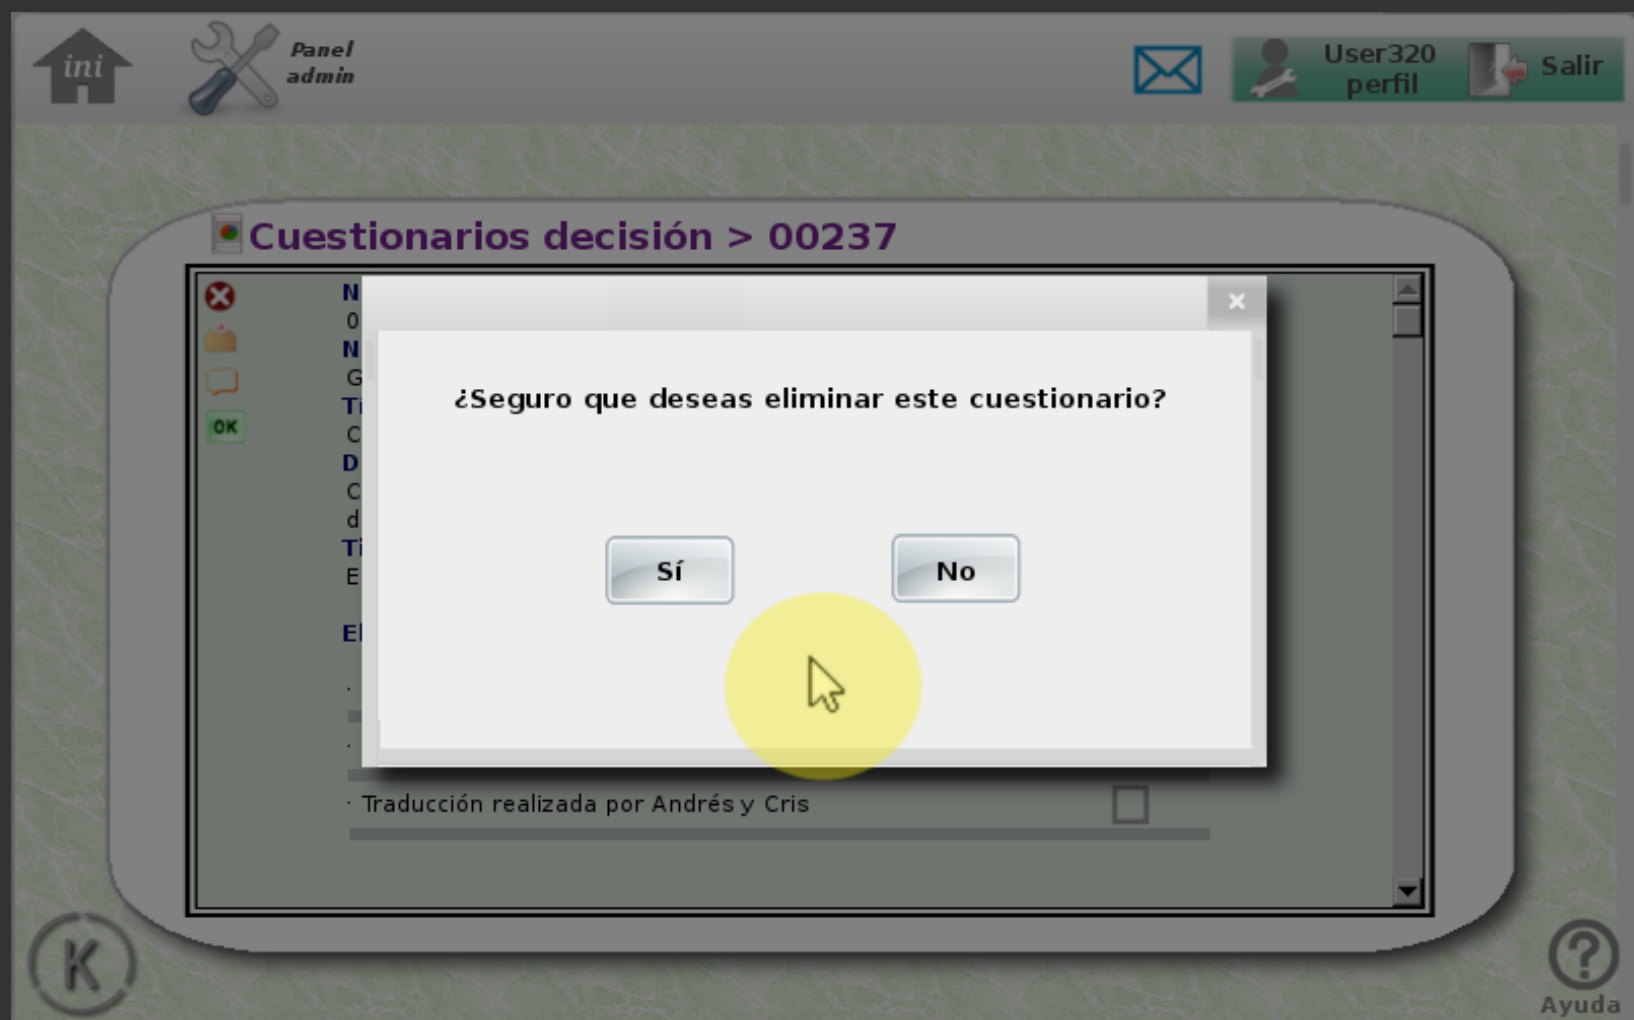 ini
Panel
admin
User320
perfil
Salir
Cuestionarios decisión > 00237
¿Seguro que deseas eliminar este cuestionario?
OK
Sí
No
· Traducción realizada por Andrés y Cris
K
Ayuda